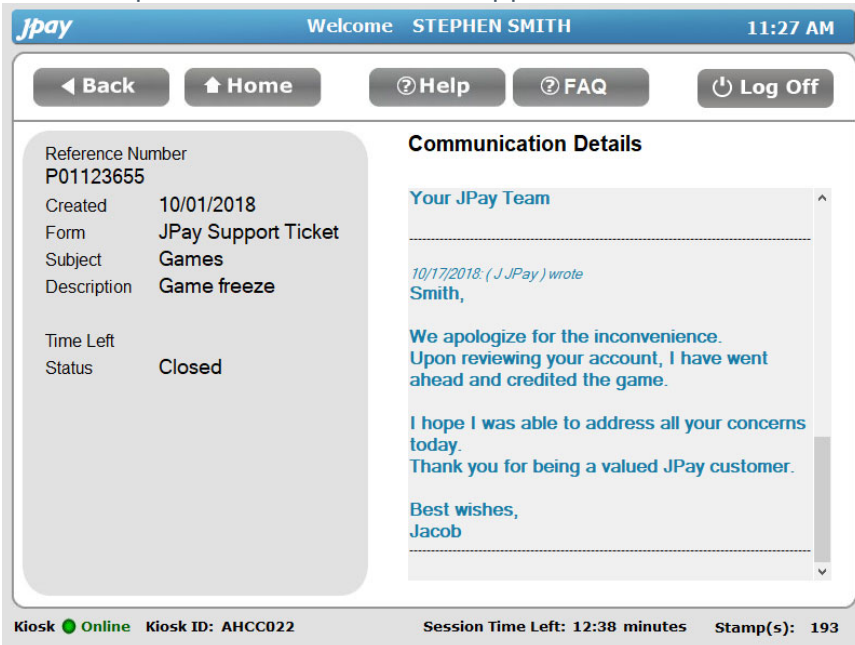 Jpay Welcome STEPHEN SMITH 11:27 AM
Back Home Help FAQ Log Off
Reference Number
P01123655
Created 10/01/2018
Form JPay Support Ticket
Subject Games
Description Game freeze
Time Left
Status Closed
Communication Details
Your JPay Team
10/17/2018: ( J JPay ) wrote
Smith,
We apologize for the inconvenience.
Upon reviewing your account, I have went
ahead and credited the game.
I hope I was able to address all your concerns
today.
Thank you for being a valued JPay customer.
Best wishes,
Jacob
Kiosk Online Kiosk ID: AHCC022 Session Time Left: 12:38 minutes Stamp(s): 193